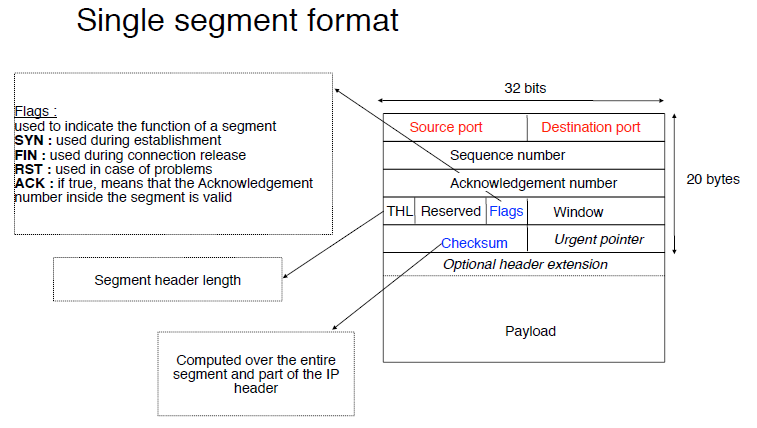 Single segment format
Flags :
used to indicate the function of a segment
SYN : used during establishment
FIN : used during connection release
RST : used in case of problems
ACK : if true, means that the Acknowledgement
number inside the segment is valid
Segment header length
Computed over the entire
segment and part of the IP
header
32 bits
Source port Destination port
Sequence number
Acknowledgement number
THL Reserved Flags Window
Checksum Urgent pointer
Optional header extension
Payload
20 bytes